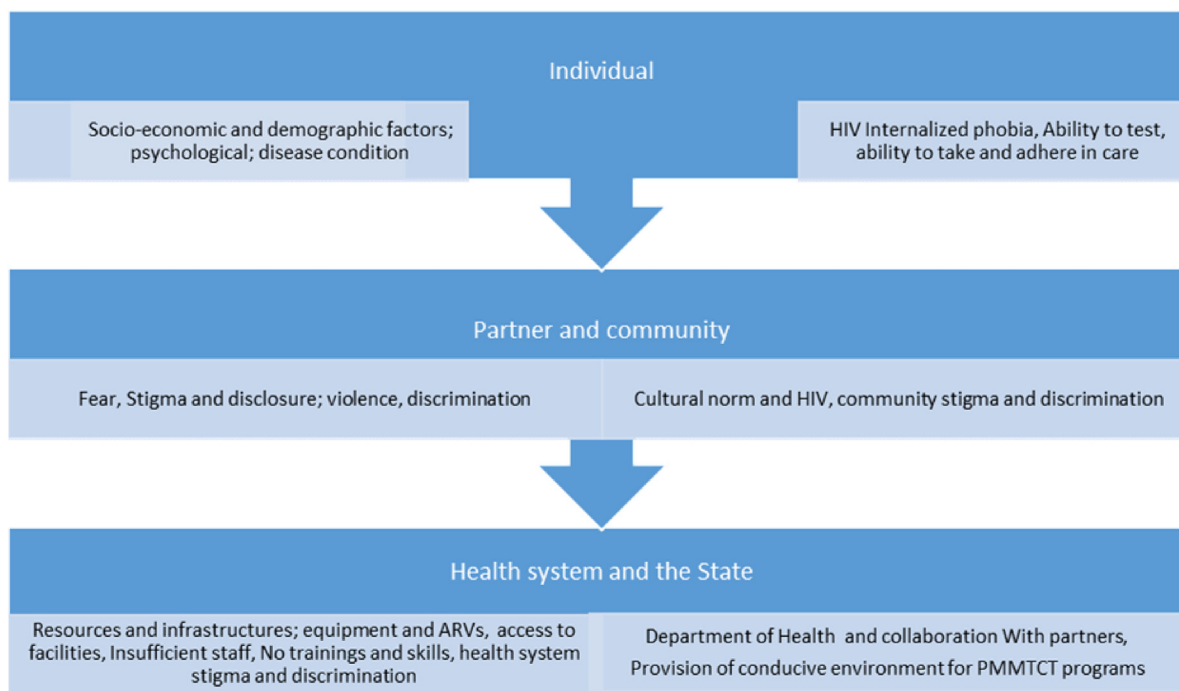 Individual
Socio-economic and demographic factors;
psychological; disease condition
HIV Internalized phobia, Ability to test,
ability to take and adhere in care
Partner and community
Fear, Stigma and disclosure; violence, discrimination
Cultural norm and HIV, community stigma and discrimination
Health system and the State
Resources and infrastructures; equipment and ARVs, access to
facilities, Insufficient staff, No trainings and skills, health system
stigma and discrimination
Department of Health and collaboration With partners,
Provision of conducive environment for PMMTCT programs